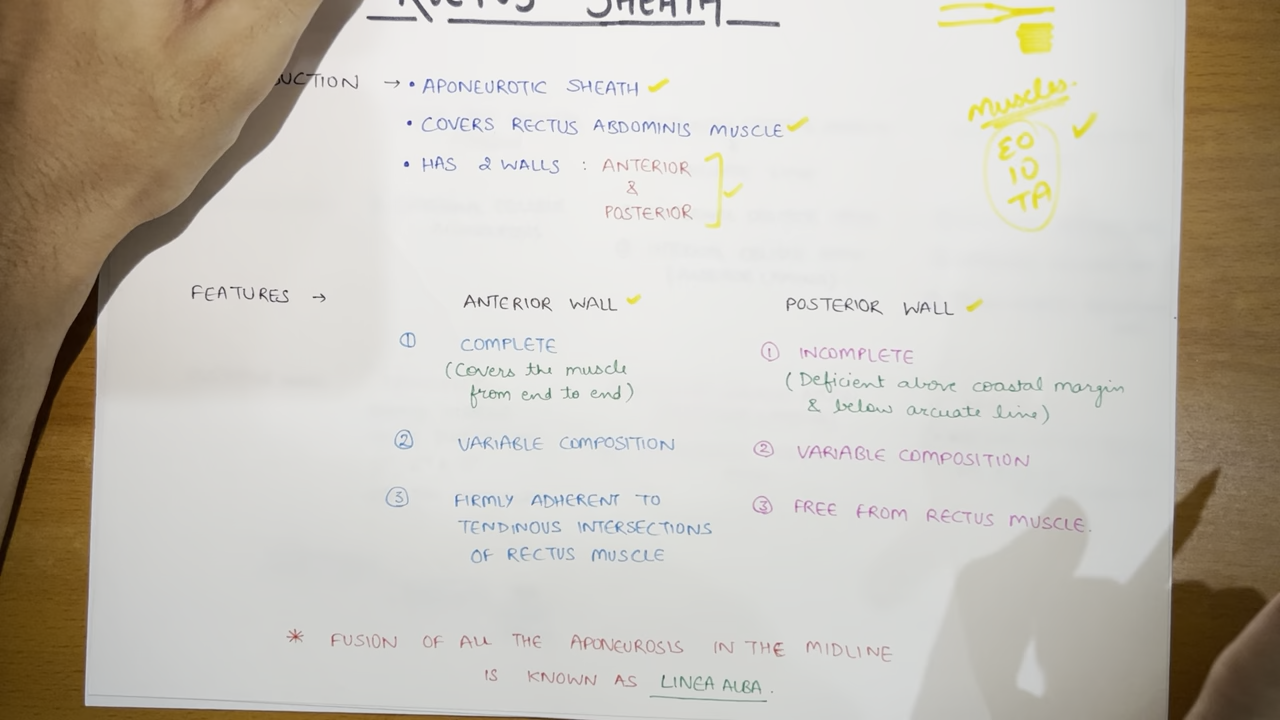 RECTUS SHEATH
UCTION → • APONEUROTIC SHEATH
• COVERS RECTUS ABDOMINIS MUSCLE
• HAS 2 WALLS : ANTERIOR
&
POSTERIOR
Muscles.
EO
IO
TA
FEATURES →
ANTERIOR WALL
① COMPLETE
(Covers the muscle
from end to end)
② VARIABLE COMPOSITION
③ FIRMLY ADHERENT TO
TENDINOUS INTERSECTIONS
OF RECTUS MUSCLE
POSTERIOR WALL
① INCOMPLETE
(Deficient above coastal margin
& below arcuate line)
② VARIABLE COMPOSITION
③ FREE FROM RECTUS MUSCLE.
* FUSION OF ALL THE APONEUROSIS IN THE MIDLINE
IS KNOWN AS LINEA ALBA.